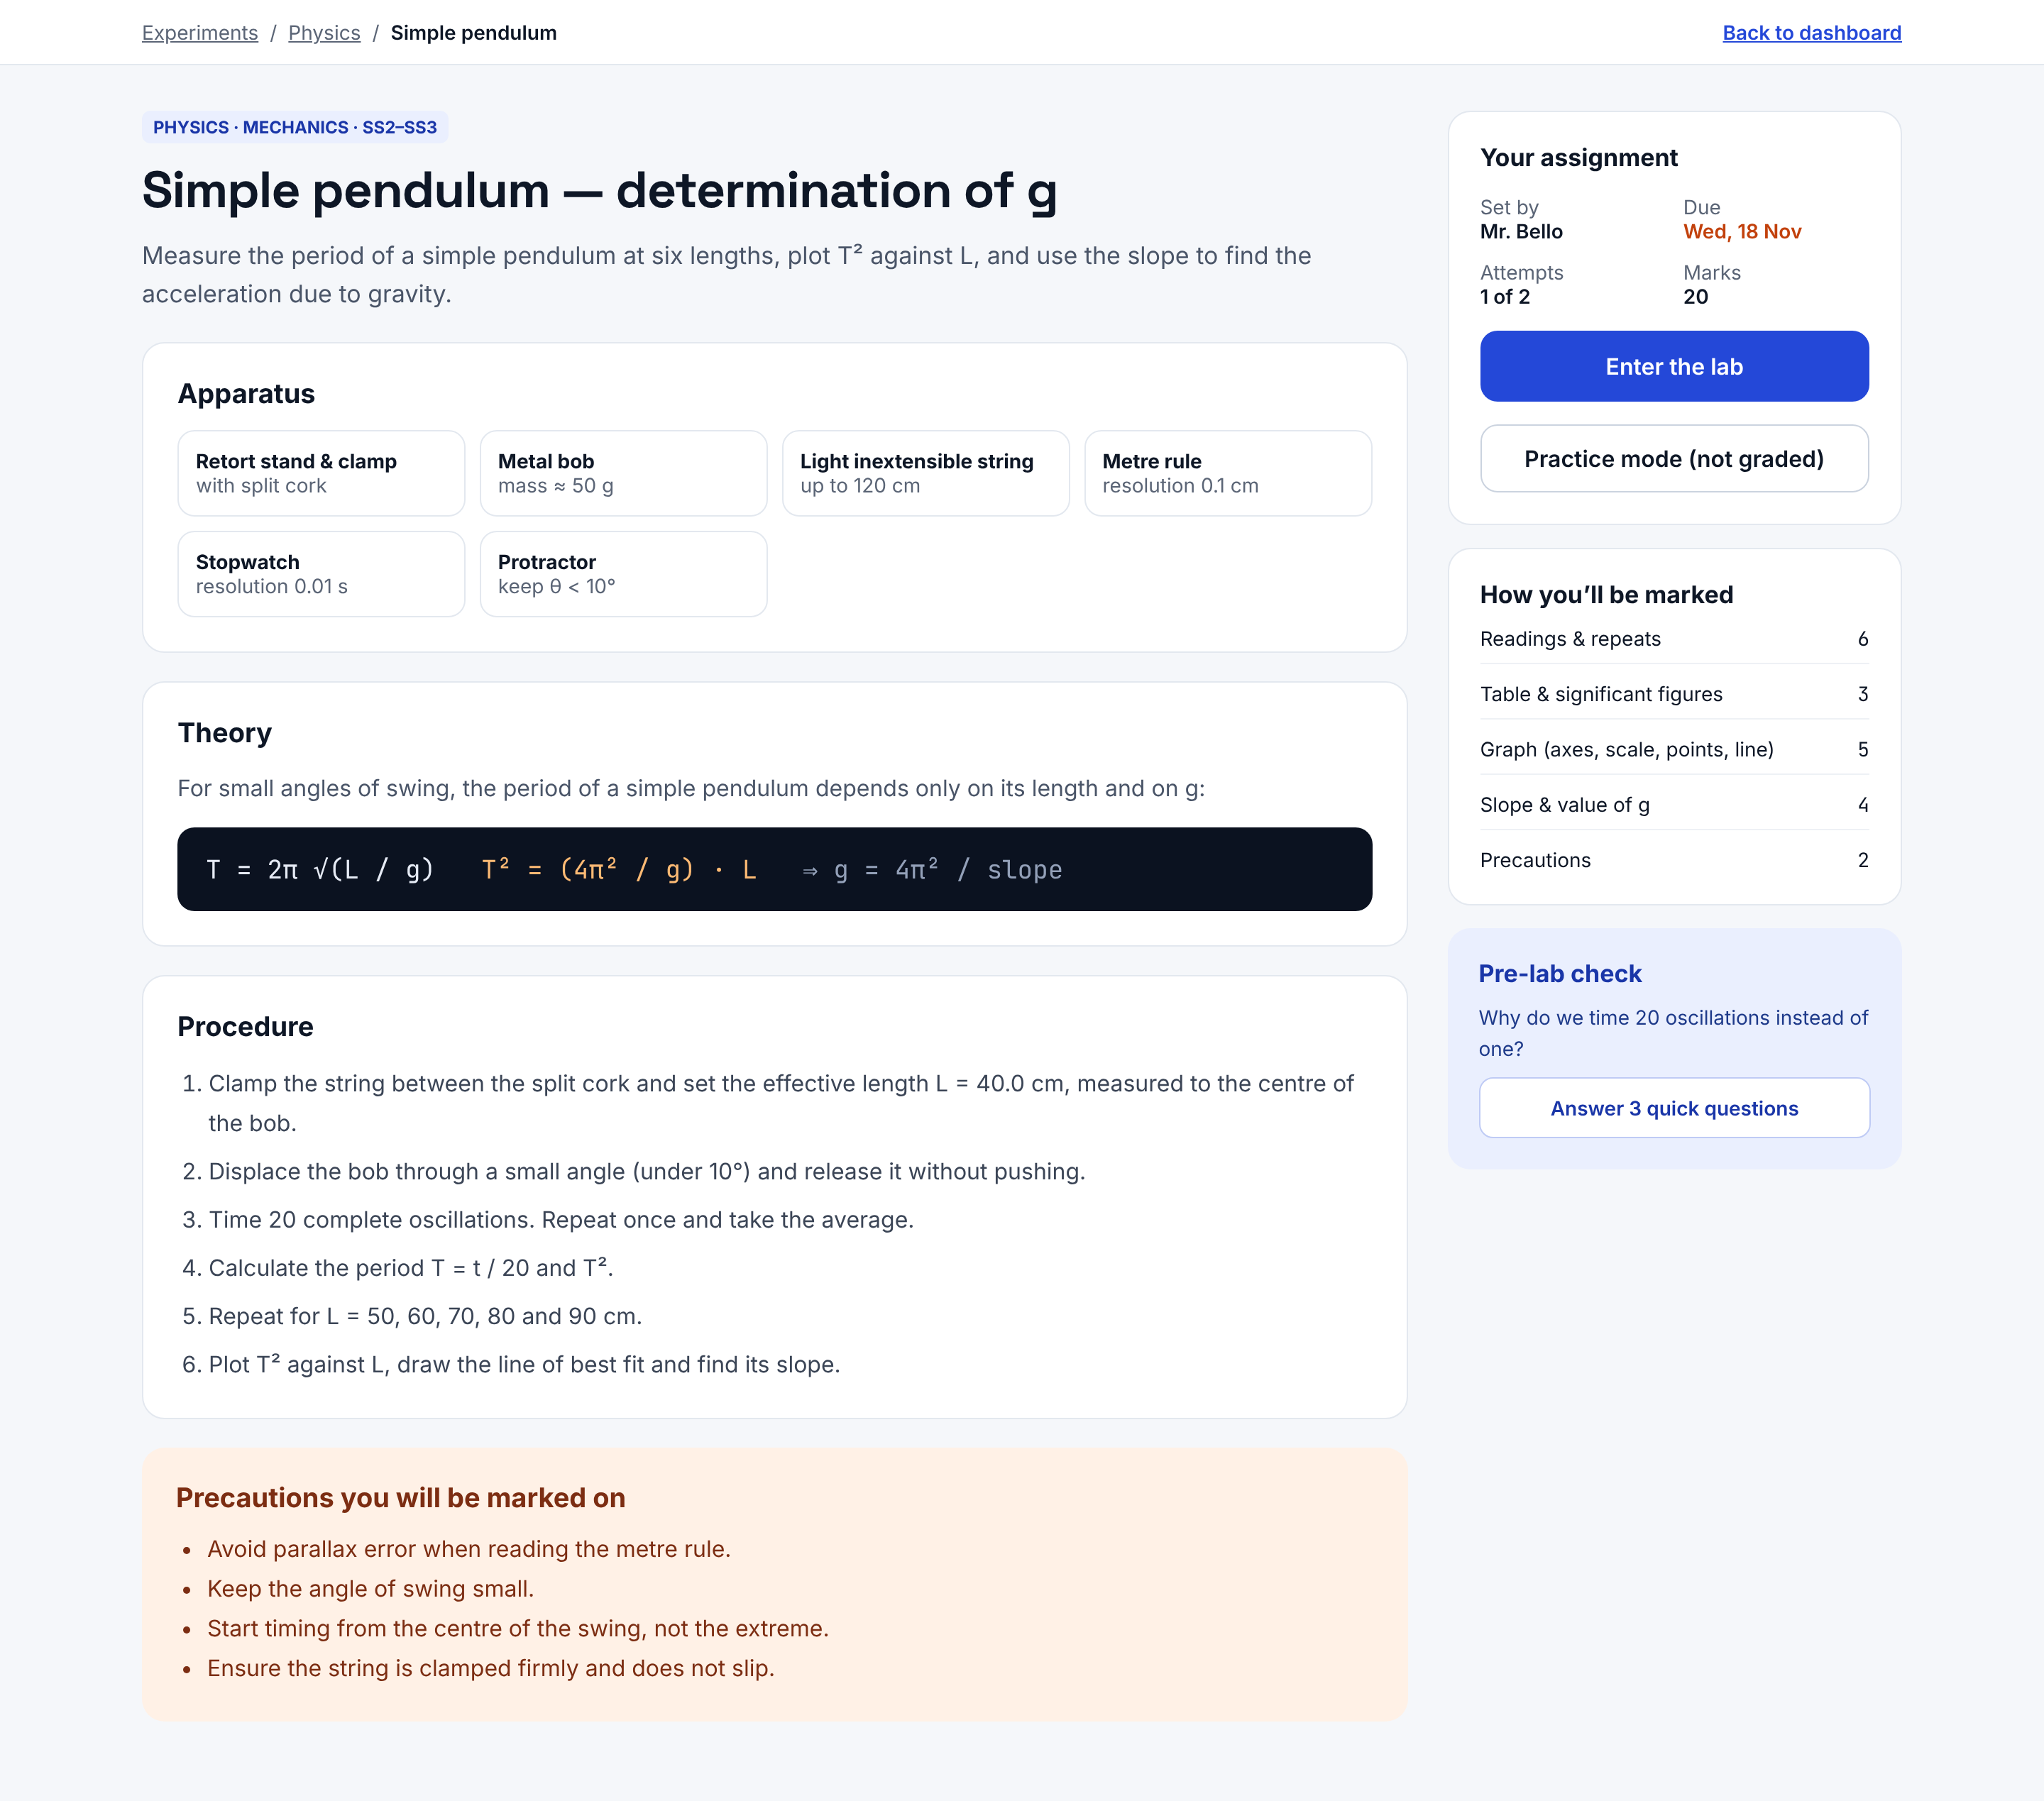 Experiments / Physics / Simple pendulum
Back to dashboard
PHYSICS · MECHANICS · SS2–SS3
Simple pendulum — determination of g
Measure the period of a simple pendulum at six lengths, plot T² against L, and use the slope to find the
acceleration due to gravity.
Apparatus
Retort stand & clamp
with split cork
Metal bob
mass ≈ 50 g
Light inextensible string
up to 120 cm
Metre rule
resolution 0.1 cm
Stopwatch
resolution 0.01 s
Protractor
keep θ < 10°
Theory
For small angles of swing, the period of a simple pendulum depends only on its length and on g:
T = 2π √(L / g) T² = (4π² / g) · L ⇒ g = 4π² / slope
Procedure
1. Clamp the string between the split cork and set the effective length L = 40.0 cm, measured to the centre of
the bob.
2. Displace the bob through a small angle (under 10°) and release it without pushing.
3. Time 20 complete oscillations. Repeat once and take the average.
4. Calculate the period T = t / 20 and T².
5. Repeat for L = 50, 60, 70, 80 and 90 cm.
6. Plot T² against L, draw the line of best fit and find its slope.
Precautions you will be marked on
• Avoid parallax error when reading the metre rule.
• Keep the angle of swing small.
• Start timing from the centre of the swing, not the extreme.
• Ensure the string is clamped firmly and does not slip.
Your assignment
Set by
Mr. Bello
Due
Wed, 18 Nov
Attempts
1 of 2
Marks
20
Enter the lab
Practice mode (not graded)
How you’ll be marked
Readings & repeats 6
Table & significant figures 3
Graph (axes, scale, points, line) 5
Slope & value of g 4
Precautions 2
Pre-lab check
Why do we time 20 oscillations instead of
one?
Answer 3 quick questions